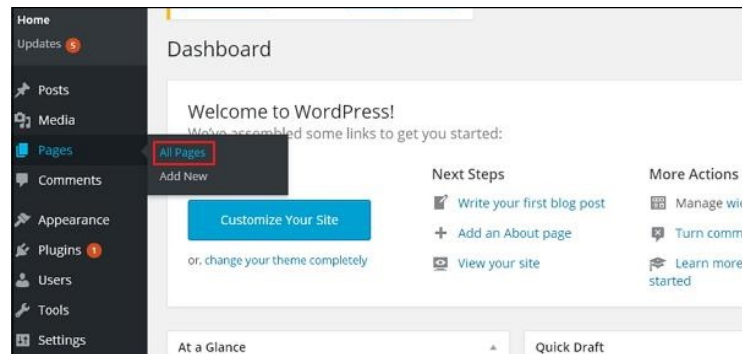 Home
Updates 5
Dashboard
Posts
Media
Pages
Comments
Appearance
Plugins 1
Users
Tools
Settings
All Pages
Add New
Welcome to WordPress!
We've assembled some links to get you started:
Customize Your Site
or, change your theme completely
Next Steps
Write your first blog post
Add an About page
View your site
More Actions
Manage wi
Turn comm
Learn more
started
At a Glance
Quick Draft